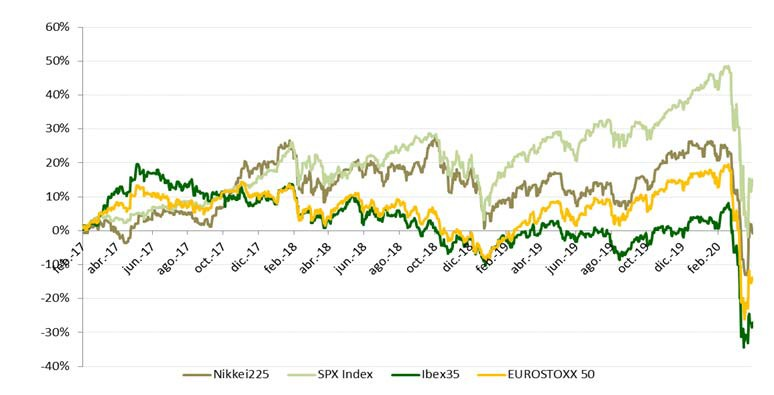 60%
50%
40%
30%
20%
10%
0%
-10%
-20%
-30%
-40%
feb.-17
abr.-17
jun.-17
ago.-17
oct.-17
dic.-17
feb.-18
abr.-18
jun.-18
ago.-18
oct.-18
dic.-18
feb.-19
abr.-19
jun.-19
ago.-19
oct.-19
dic.-19
feb.-20
Nikkei225 SPX Index Ibex35 EUROSTOXX 50